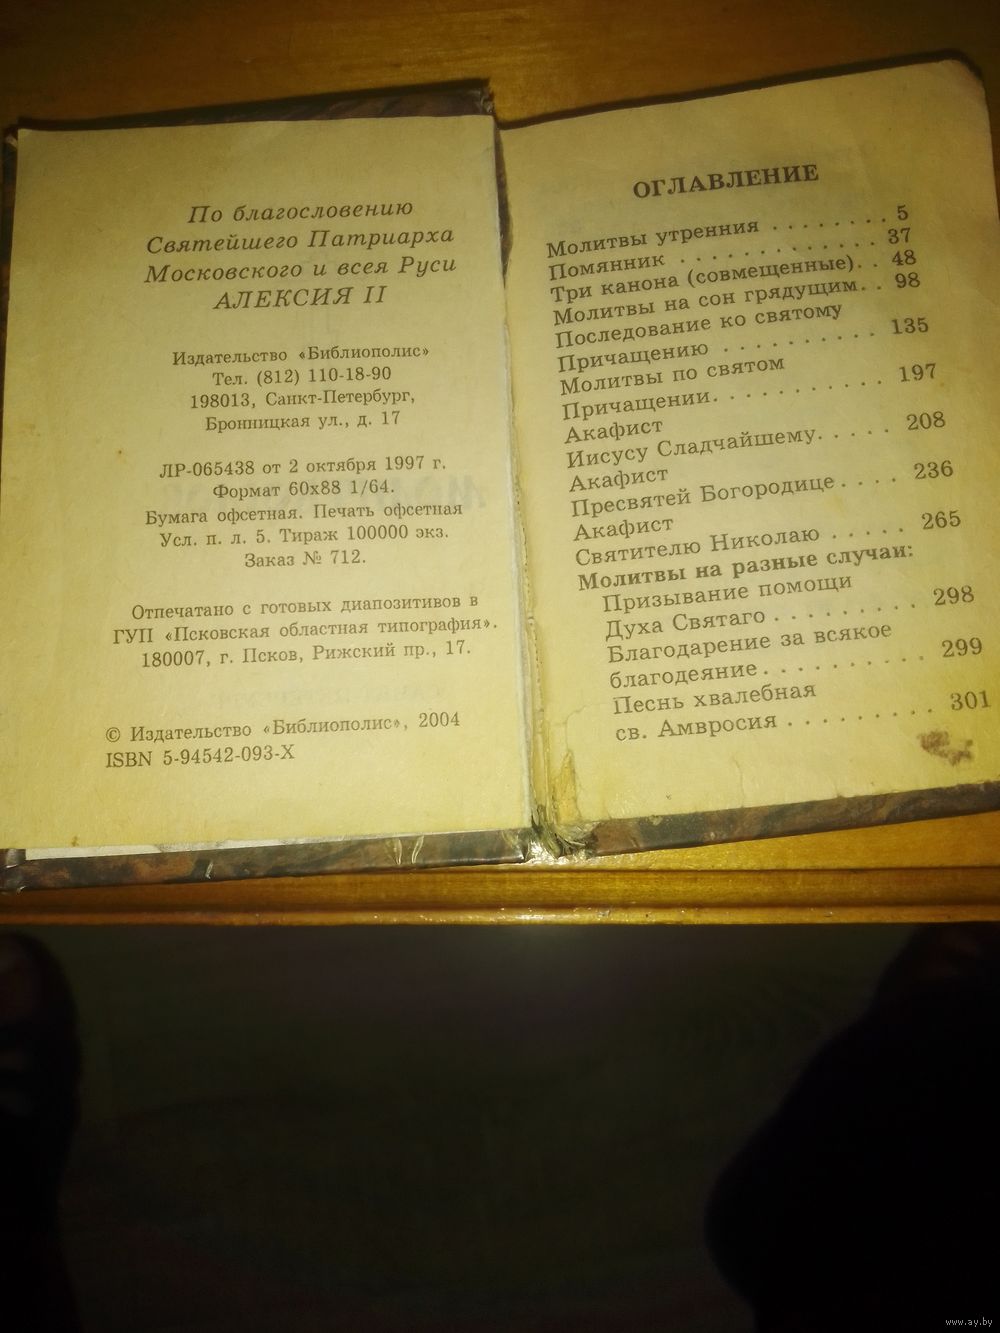 По благословению
Святейшего Патриарха
Московского и всея Руси
АЛЕКСИЯ II
Издательство «Библиополис»
Тел. (812) 110-18-90
198013, Санкт-Петербург,
Бронницкая ул., д. 17
ЛР-065438 от 2 октября 1997 г.
Формат 60х88 1/64.
Бумага офсетная. Печать офсетная
Усл. п. л. 5. Тираж 100000 экз.
Заказ № 712.
Отпечатано с готовых диапозитивов в
ГУП «Псковская областная типография».
180007, г. Псков, Рижский пр., 17.
© Издательство «Библиополис», 2004
ISBN 5-94542-093-X
ОГЛАВЛЕНИЕ
Молитвы утренния . . . . . . . 5
Помянник . . . . . . . . . . . . 37
Три канона (совмещенные). . 48
Молитвы на сон грядущим. . 98
Последование ко святому
Причащению . . . . . . . . . . 135
Молитвы по святом
Причащении. . . . . . . . . . . 197
Акафист
Иисусу Сладчайшему. . . . . 208
Акафист
Пресвятей Богородице . . . . 236
Акафист
Святителю Николаю . . . . . 265
Молитвы на разные случаи:
Призывание помощи
Духа Святаго . . . . . . . . . 298
Благодарение за всякое
благодеяние. . . . . . . . . . . 299
Песнь хвалебная
св. Амвросия . . . . . . . . . 301
www.ay.by